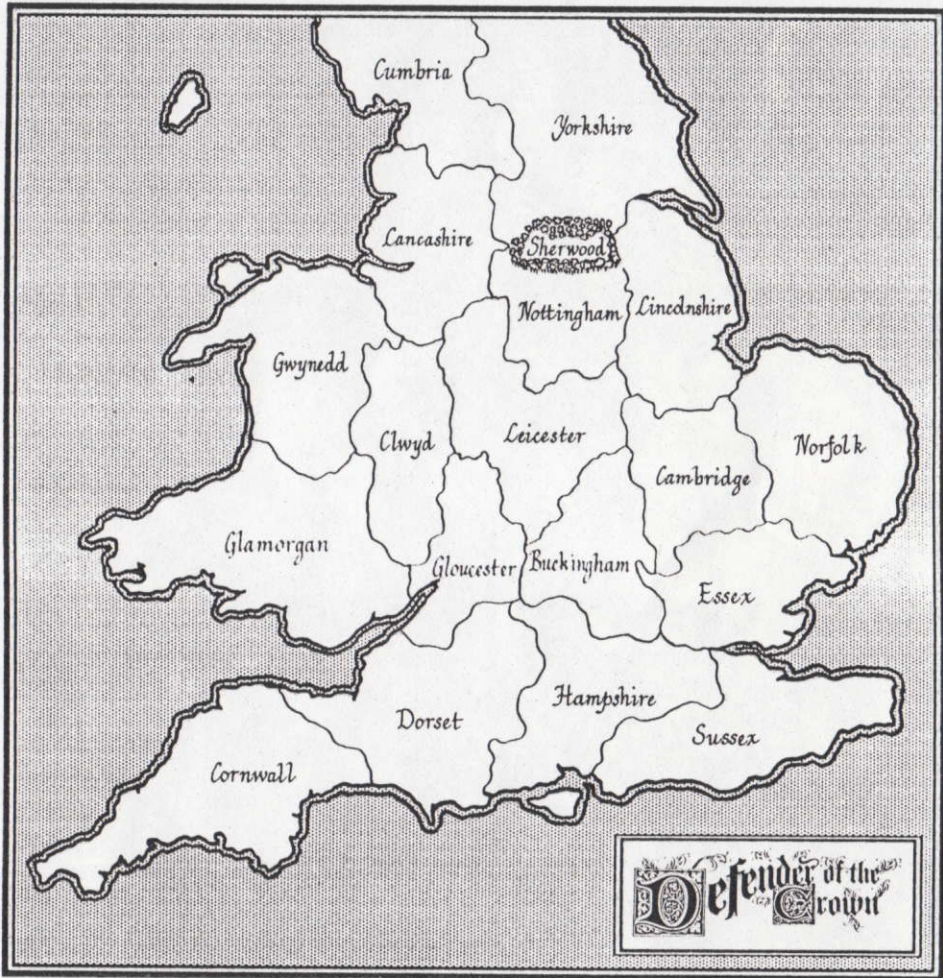 Cumbria
Yorkshire
Lancashire
Sherwood
Nottingham
Lincolnshire
Gwynedd
Clwyd
Leicester
Norfolk
Cambridge
Glamorgan
Gloucester
Buckingham
Essex
Hampshire
Dorset
Sussex
Cornwall
Defender of the
Crown